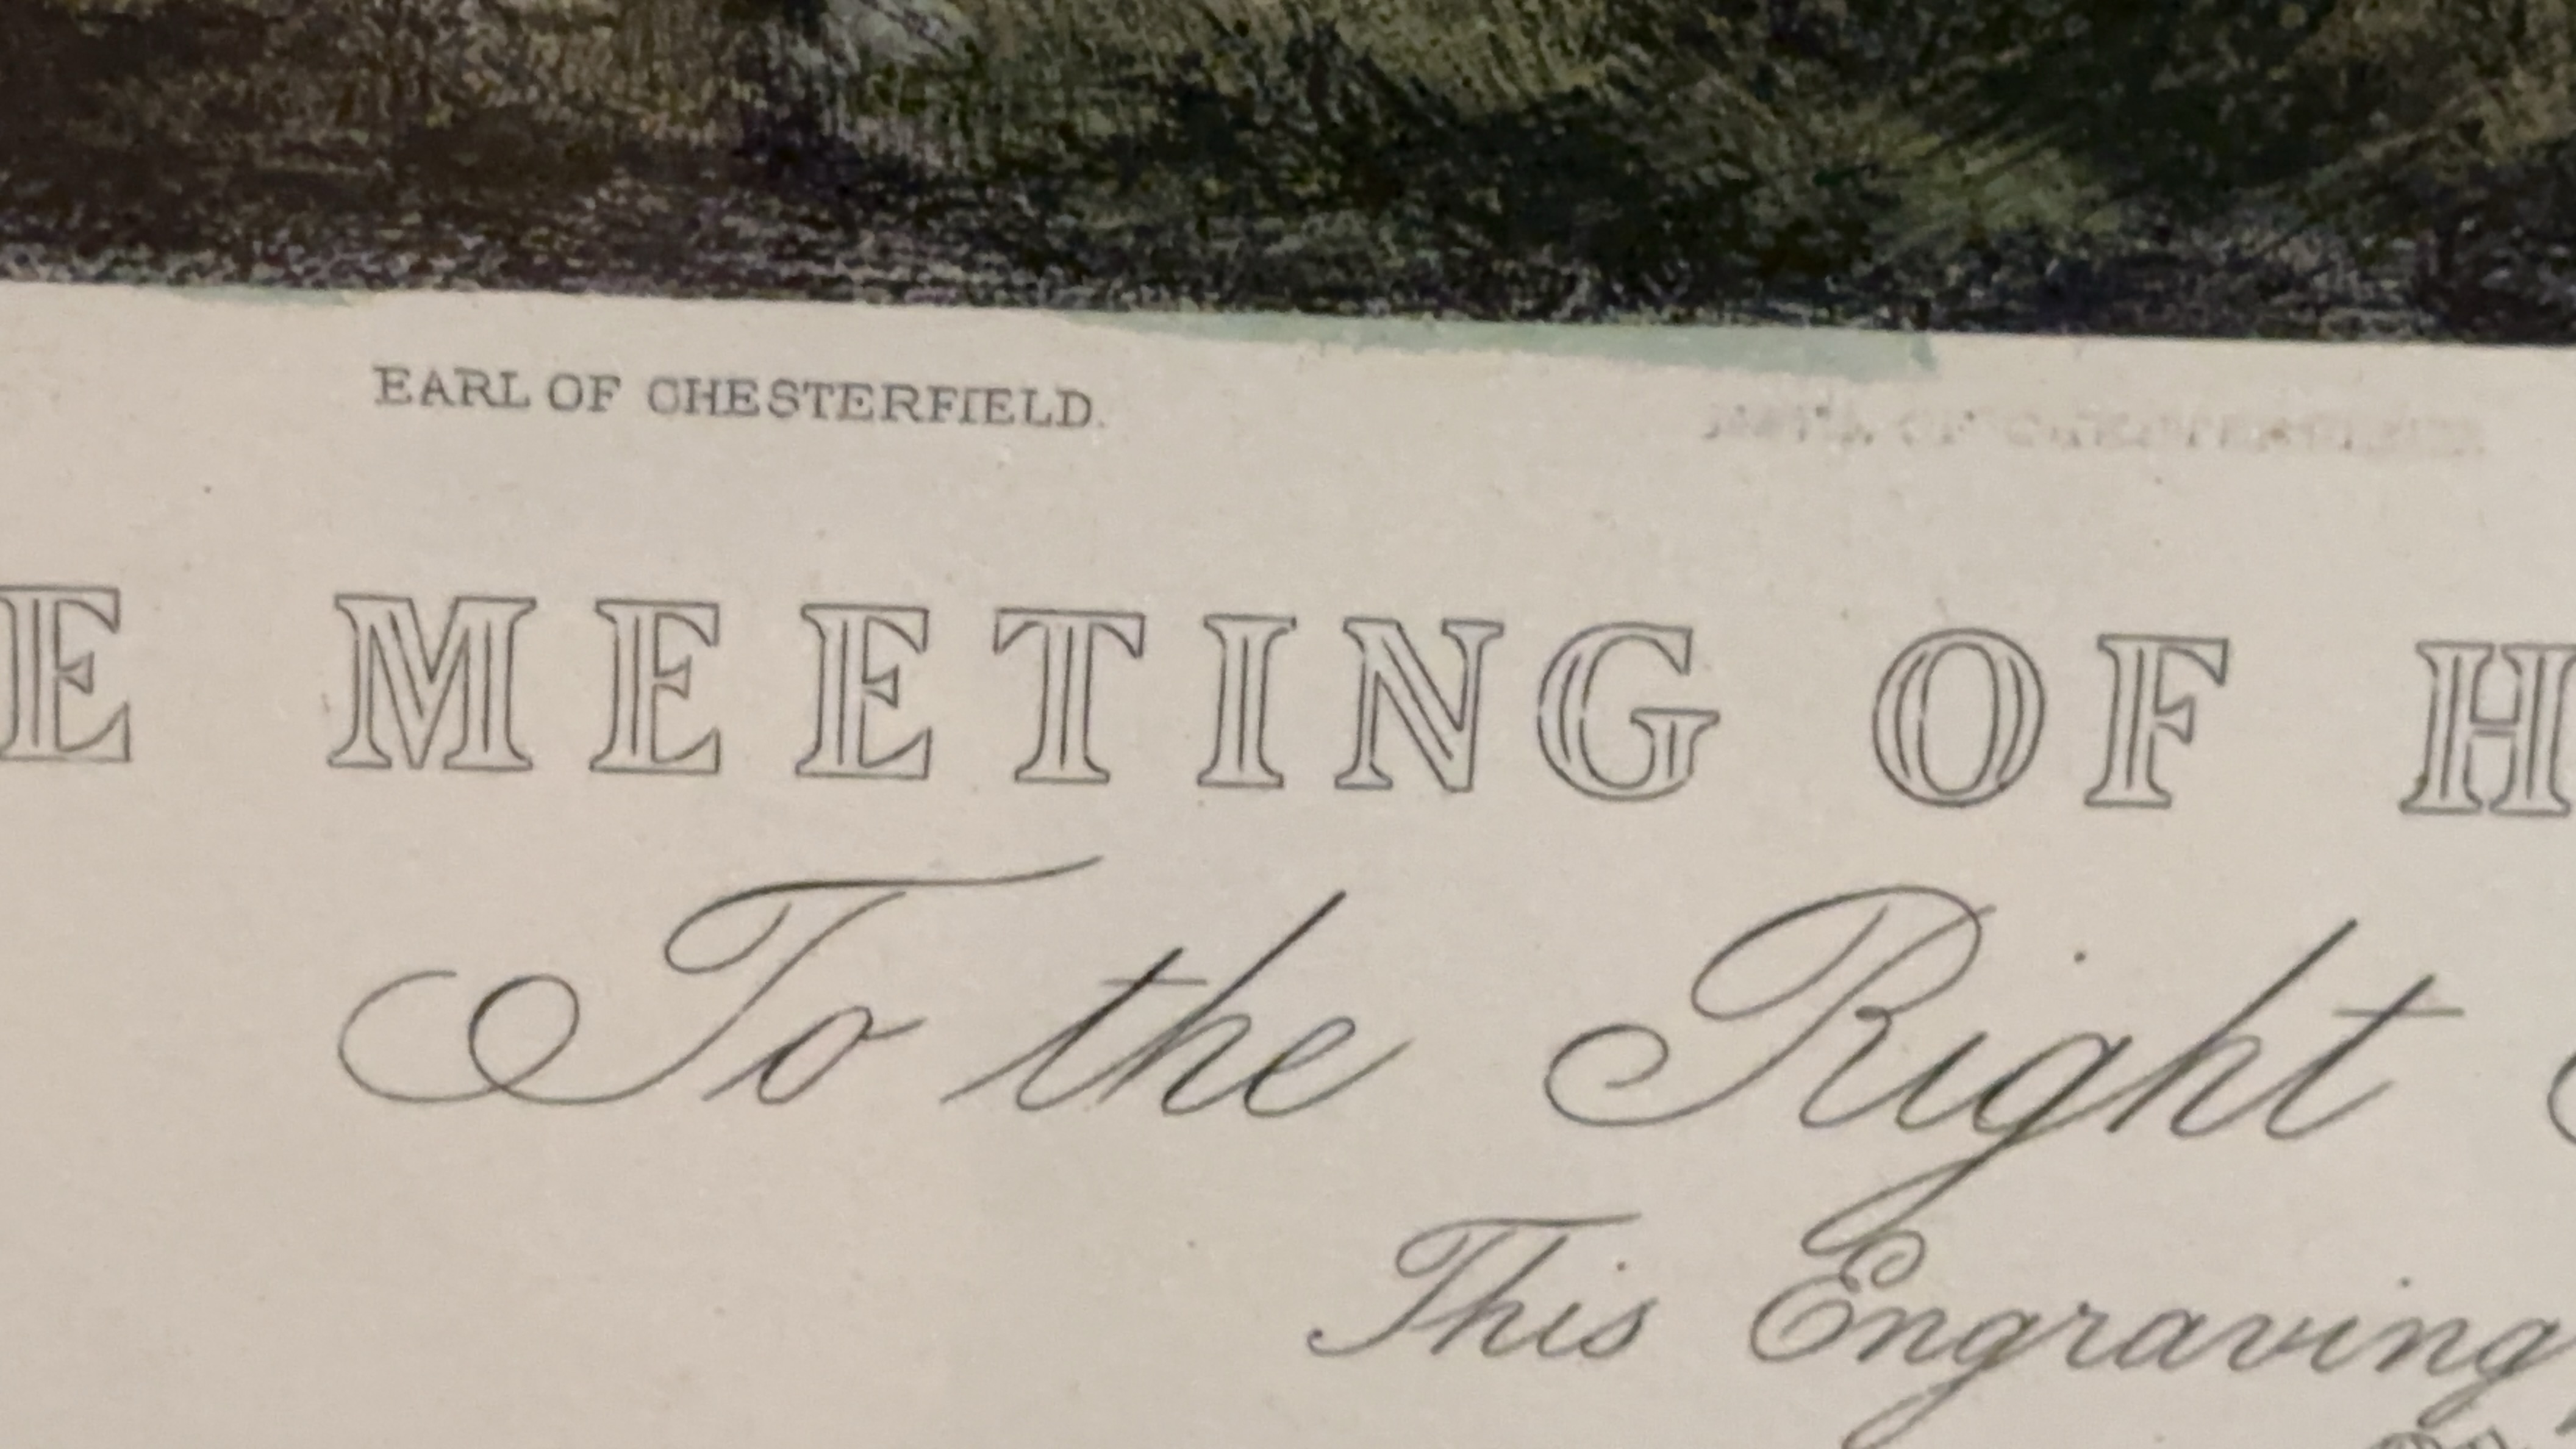 EARL OF CHESTERFIELD.
E MEETING OF H
To the Right
This Engraving